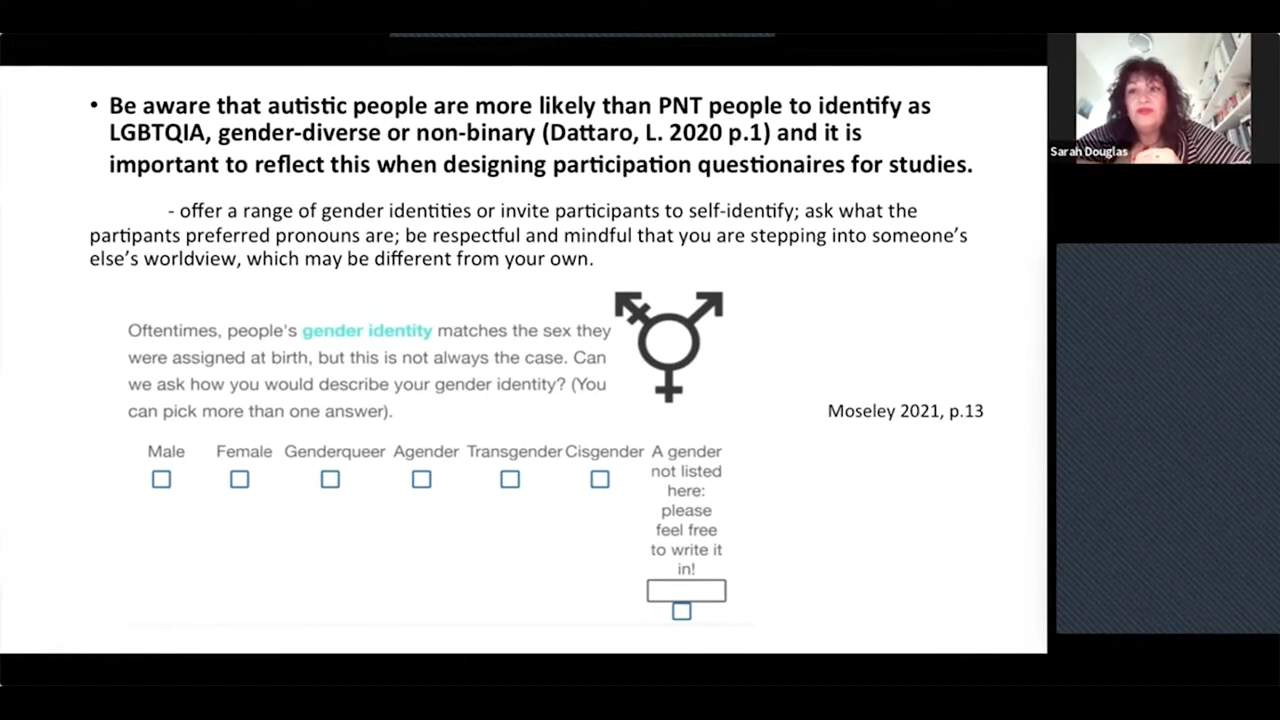 • Be aware that autistic people are more likely than PNT people to identify as
LGBTQIA, gender-diverse or non-binary (Dattaro, L. 2020 p.1) and it is
important to reflect this when designing participation questionaires for studies.
- offer a range of gender identities or invite participants to self-identify; ask what the
partipants preferred pronouns are; be respectful and mindful that you are stepping into someone's
else's worldview, which may be different from your own.
Oftentimes, people's gender identity matches the sex they
were assigned at birth, but this is not always the case. Can
we ask how you would describe your gender identity? (You
can pick more than one answer).
Moseley 2021, p.13
Male Female Genderqueer Agender Transgender Cisgender A gender
not listed
here:
please
feel free
to write it
in!
Sarah Douglas